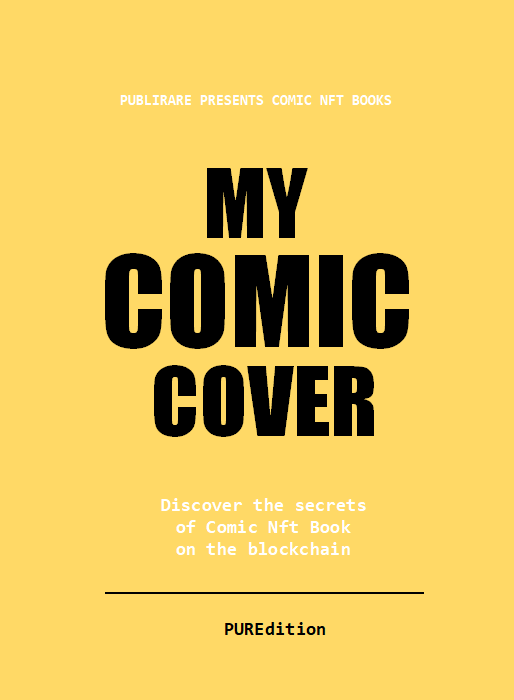 PUBLIRARE PRESENTS COMIC NFT BOOKS
MY
COMIC
COVER
Discover the secrets
of Comic Nft Book
on the blockchain
PUREdition